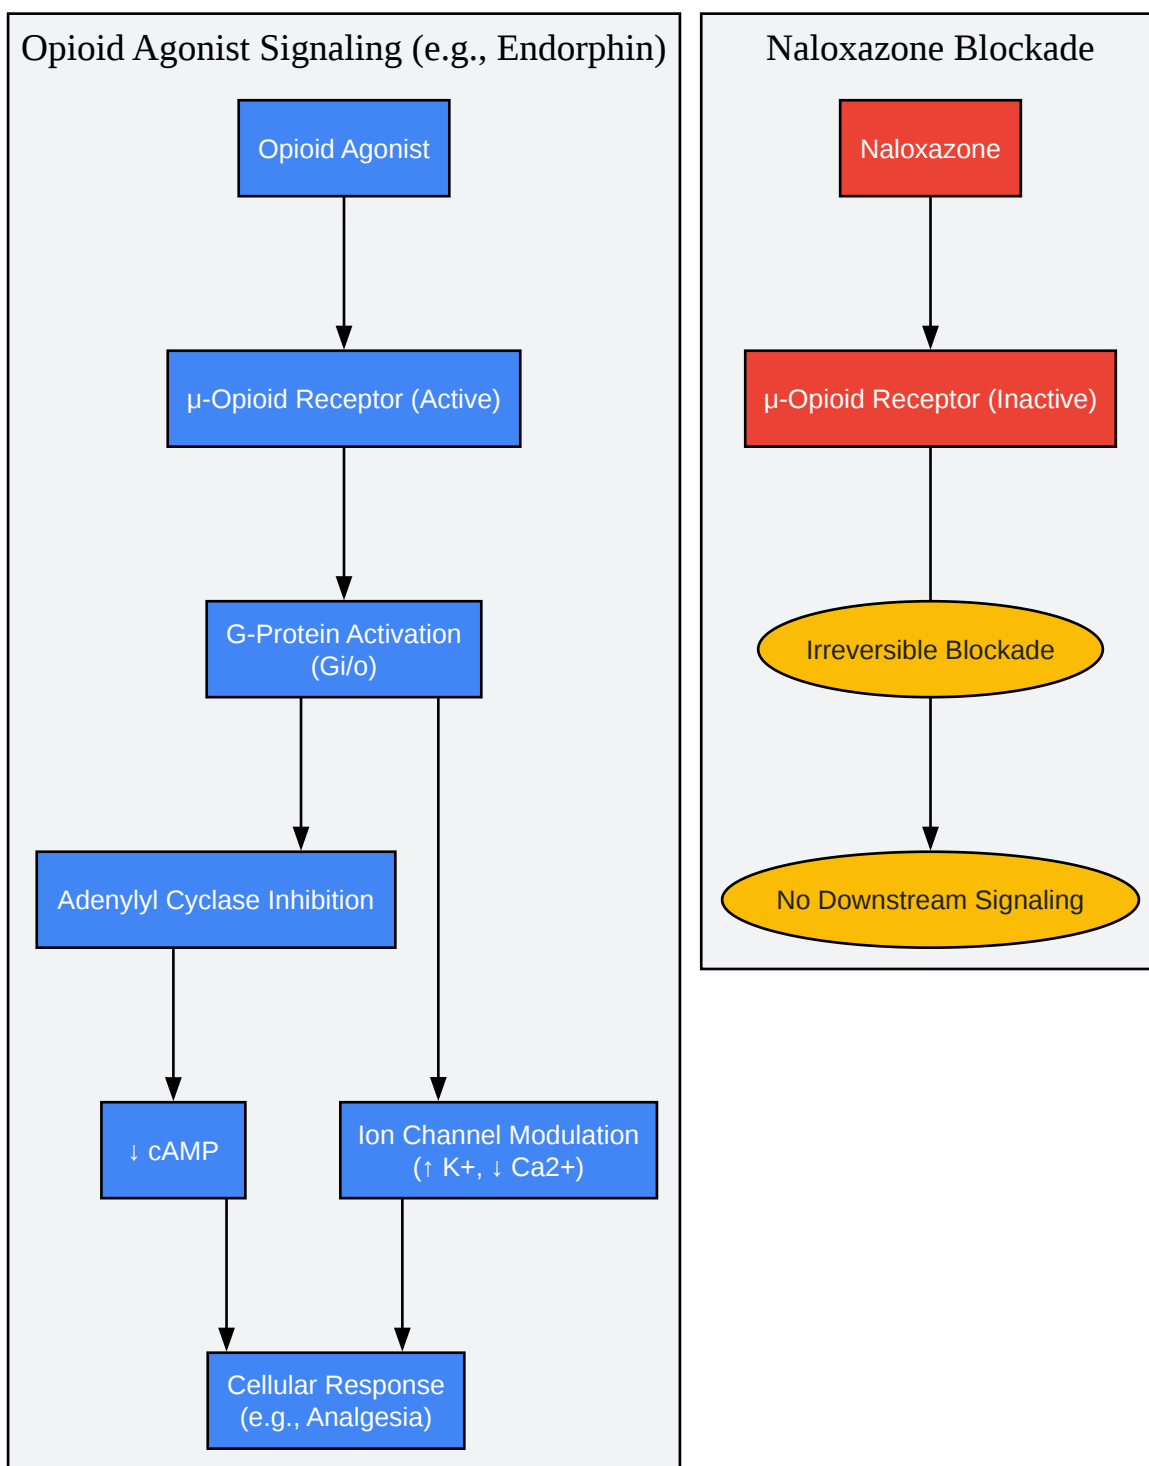 Opioid Agonist Signaling (e.g., Endorphin)
Opioid Agonist
μ-Opioid Receptor (Active)
G-Protein Activation
(Gi/o)
Adenylyl Cyclase Inhibition
↓ cAMP
Ion Channel Modulation
(↑ K+, ↓ Ca2+)
Cellular Response
(e.g., Analgesia)
Naloxazone Blockade
Naloxazone
μ-Opioid Receptor (Inactive)
Irreversible Blockade
No Downstream Signaling